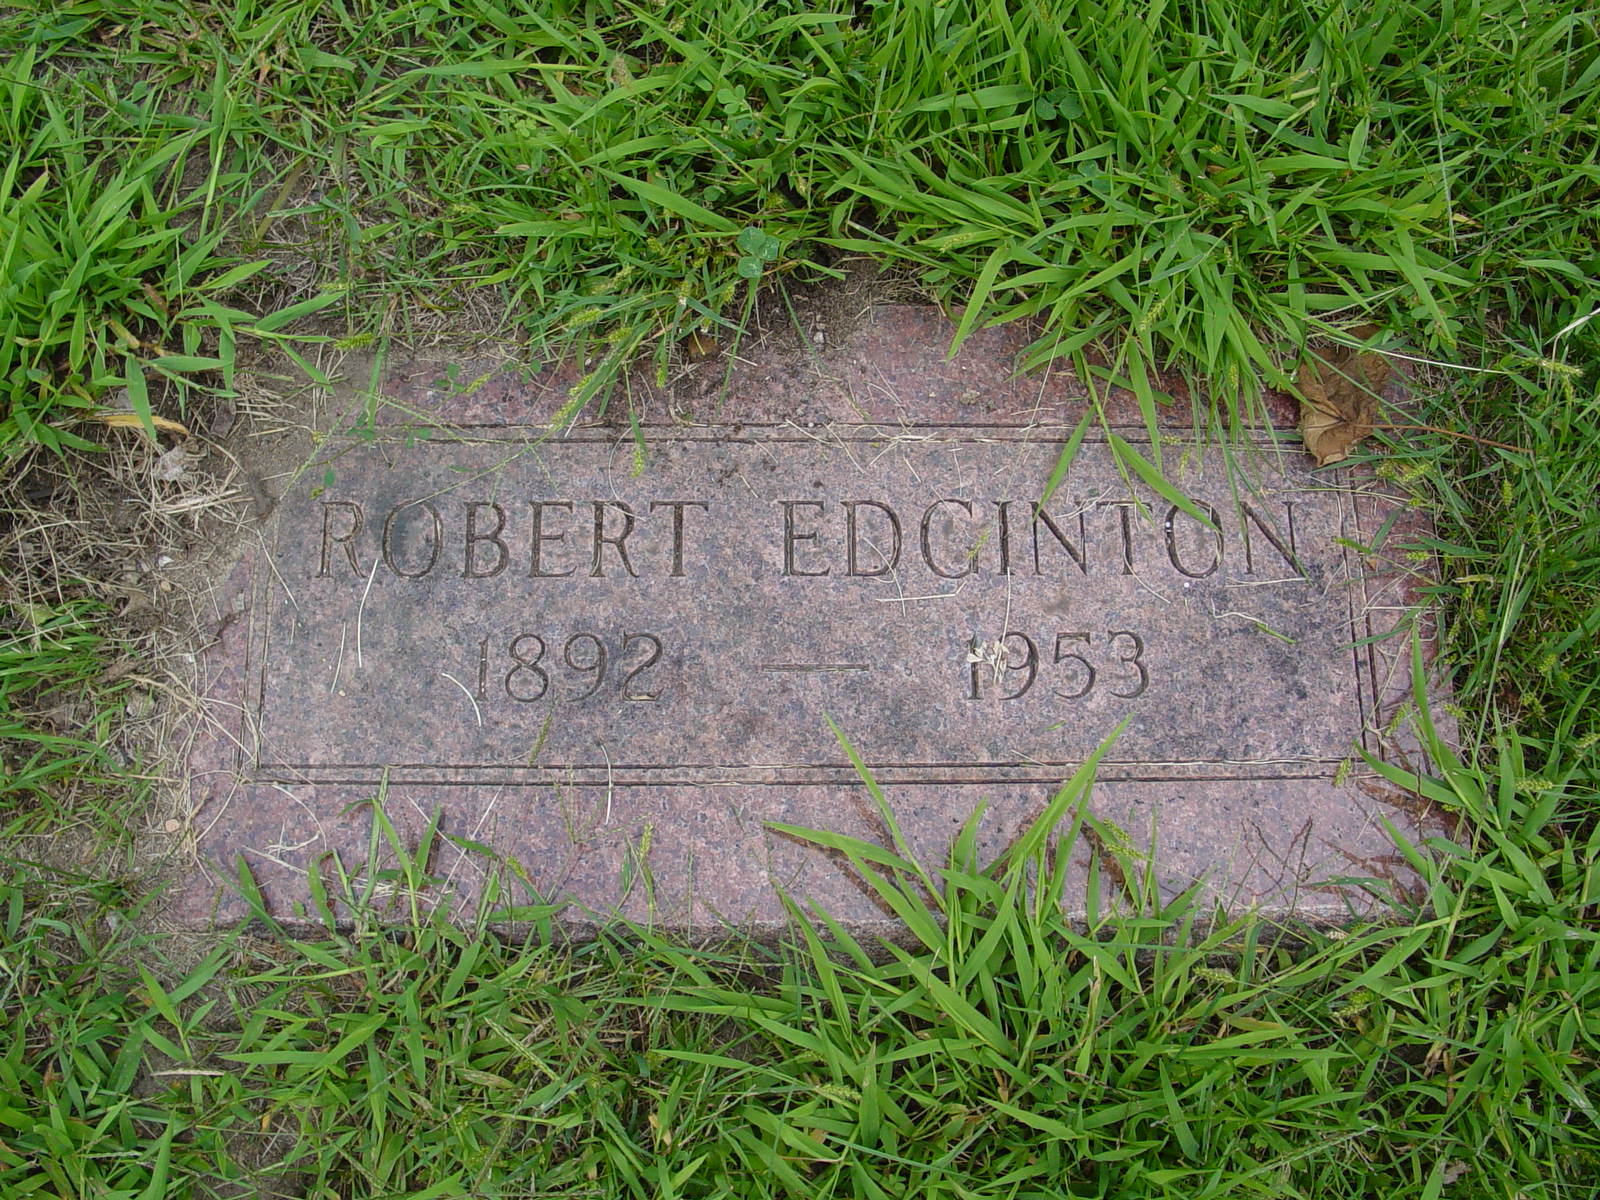 ROBERT EDGINTON
1892 — 1953